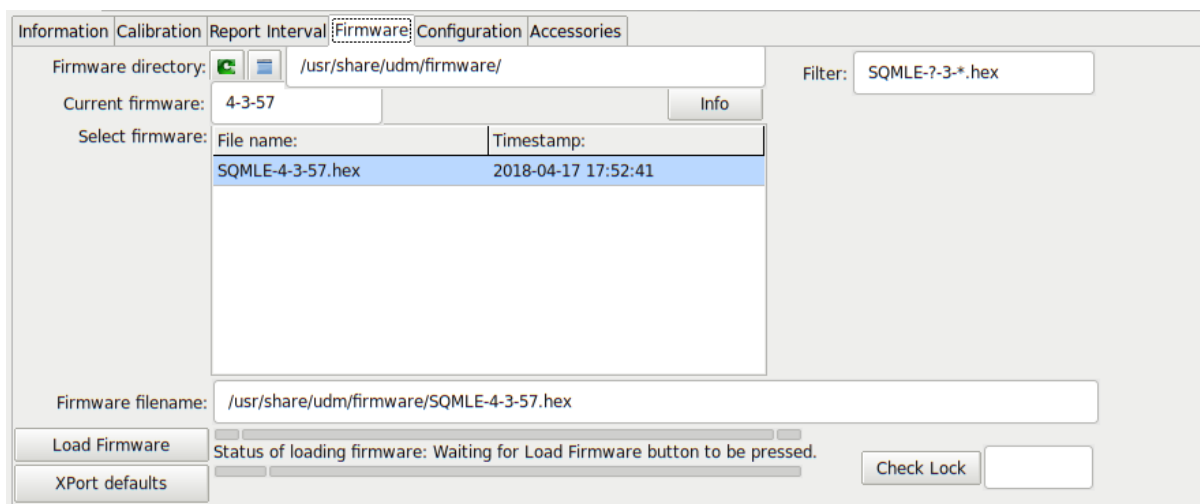 Information Calibration Report Interval Firmware Configuration Accessories
Firmware directory: /usr/share/udm/firmware/ Filter: SQMLE-?-3-*.hex
Current firmware: 4-3-57 Info
Select firmware: File name: Timestamp:
SQMLE-4-3-57.hex 2018-04-17 17:52:41
Firmware filename: /usr/share/udm/firmware/SQMLE-4-3-57.hex
Load Firmware Status of loading firmware: Waiting for Load Firmware button to be pressed.
XPort defaults Check Lock